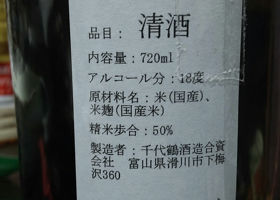 品目： 清酒
内容量：720ml
アルコール分：18度
原材料名：米(国産)、
米麹(国産米)
精米歩合：50%
製造者：千代鶴酒造合資
会社　富山県滑川市下梅
沢360